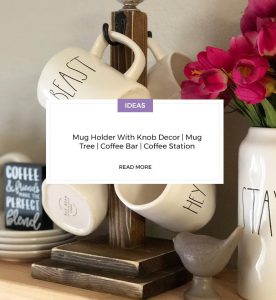 IDEAS
BEAST
Mug Holder With Knob Decor | Mug
Tree | Coffee Bar | Coffee Station
READ MORE
COFFEE
& friends
MAKE THE
PERFECT
Blend
HEY
STAY